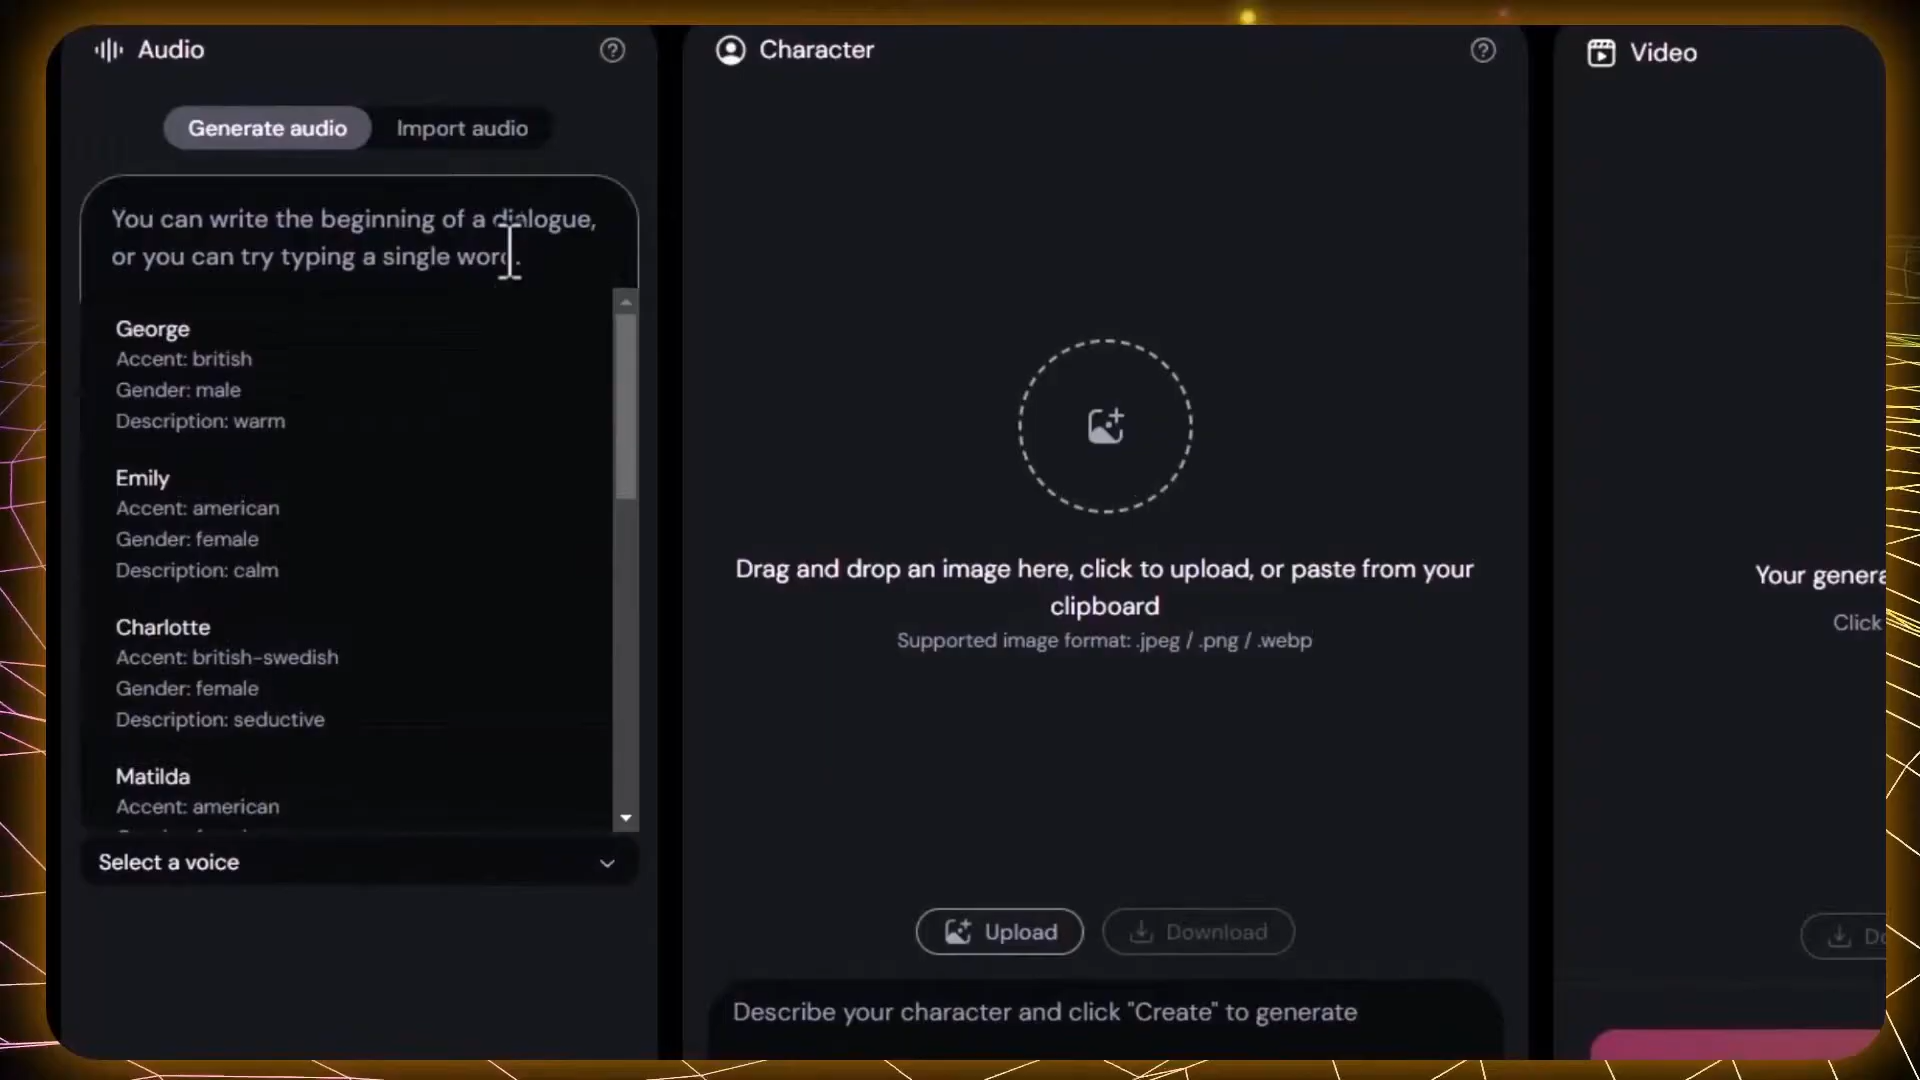 Audio
Generate audio
Import audio
You can write the beginning of a dialogue,
or you can try typing a single word.
George
Accent: british
Gender: male
Description: warm
Emily
Accent: american
Gender: female
Description: calm
Charlotte
Accent: british-swedish
Gender: female
Description: seductive
Matilda
Accent: american
Select a voice
Character
Drag and drop an image here, click to upload, or paste from your
clipboard
Supported image format: .jpeg / .png / .webp
Upload
Download
Describe your character and click "Create" to generate
Video
Your genera
Click